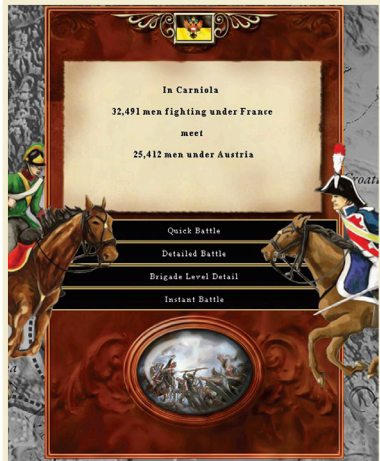 In Carniola
32,491 men fighting under France
meet
25,412 men under Austria
Quick Battle
Detailed Battle
Brigade Level Detail
Instant Battle